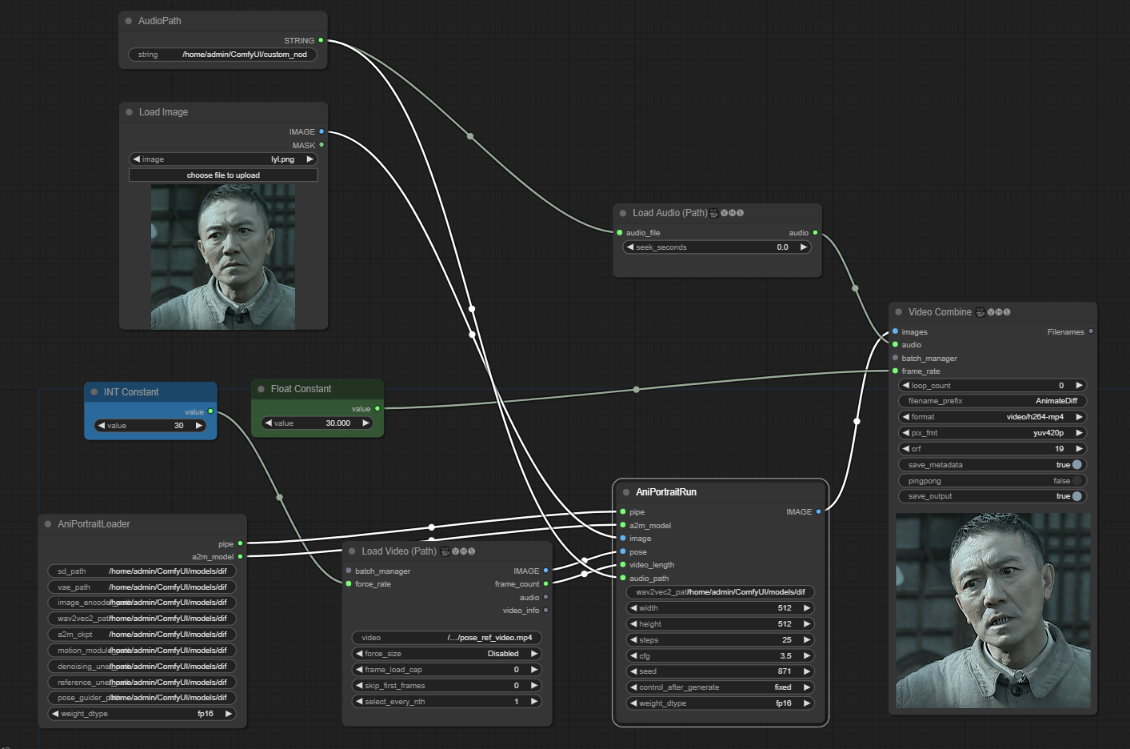 AudioPath
STRING
string /home/admin/ComfyUI/custom_nod
Load Image
IMAGE
MASK
image lyl.png
choose file to upload
Load Audio (Path)
audio_file audio
seek_seconds 0.0
Video Combine
images Filenames
audio
batch_manager
frame_rate
loop_count 0
filename_prefix AnimateDiff
format video/h264-mp4
pix_fmt yuv420p
crf 19
save_metadata true
pingpong false
save_output true
INT Constant
value
value 30
Float Constant
value
value 30.000
AniPortraitLoader
pipe
a2m_model
sd_path /home/admin/ComfyUI/models/dif
vae_path /home/admin/ComfyUI/models/dif
image_encode /home/admin/ComfyUI/models/dif
wav2vec2_pat /home/admin/ComfyUI/models/dif
a2m_ckpt /home/admin/ComfyUI/models/dif
motion_module /home/admin/ComfyUI/models/dif
denoising_une /home/admin/ComfyUI/models/dif
reference_une /home/admin/ComfyUI/models/dif
pose_guider_p /home/admin/ComfyUI/models/dif
weight_dtype fp16
Load Video (Path)
batch_manager IMAGE
force_rate frame_count
audio
video_info
video /.../pose_ref_video.mp4
force_size Disabled
frame_load_cap 0
skip_first_frames 0
select_every_nth 1
AniPortraitRun
pipe IMAGE
a2m_model
image
pose
video_length
audio_path
wav2vec2_pat /home/admin/ComfyUI/models/dif
width 512
height 512
steps 25
cfg 3.5
seed 871
control_after_generate fixed
weight_dtype fp16